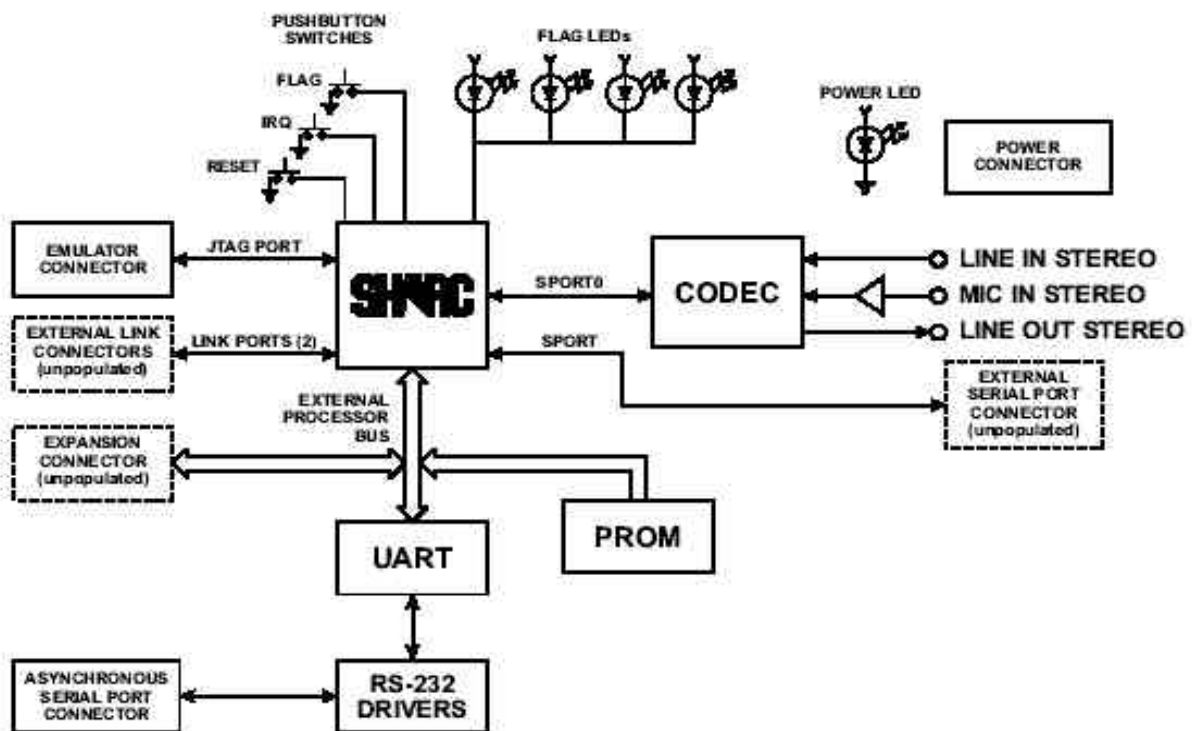 PUSHBUTTON
SWITCHES
FLAG LEDs
FLAG
IRQ
RESET
POWER LED
POWER
CONNECTOR
EMULATOR
CONNECTOR
JTAG PORT
SHARC
SPORT0
CODEC
LINE IN STEREO
MIC IN STEREO
LINE OUT STEREO
EXTERNAL LINK
CONNECTORS
(unpopulated)
LINK PORTS (2)
SPORT
EXTERNAL
SERIAL PORT
CONNECTOR
(unpopulated)
EXTERNAL
PROCESSOR
BUS
EXPANSION
CONNECTOR
(unpopulated)
UART
PROM
ASYNCHRONOUS
SERIAL PORT
CONNECTOR
RS-232
DRIVERS